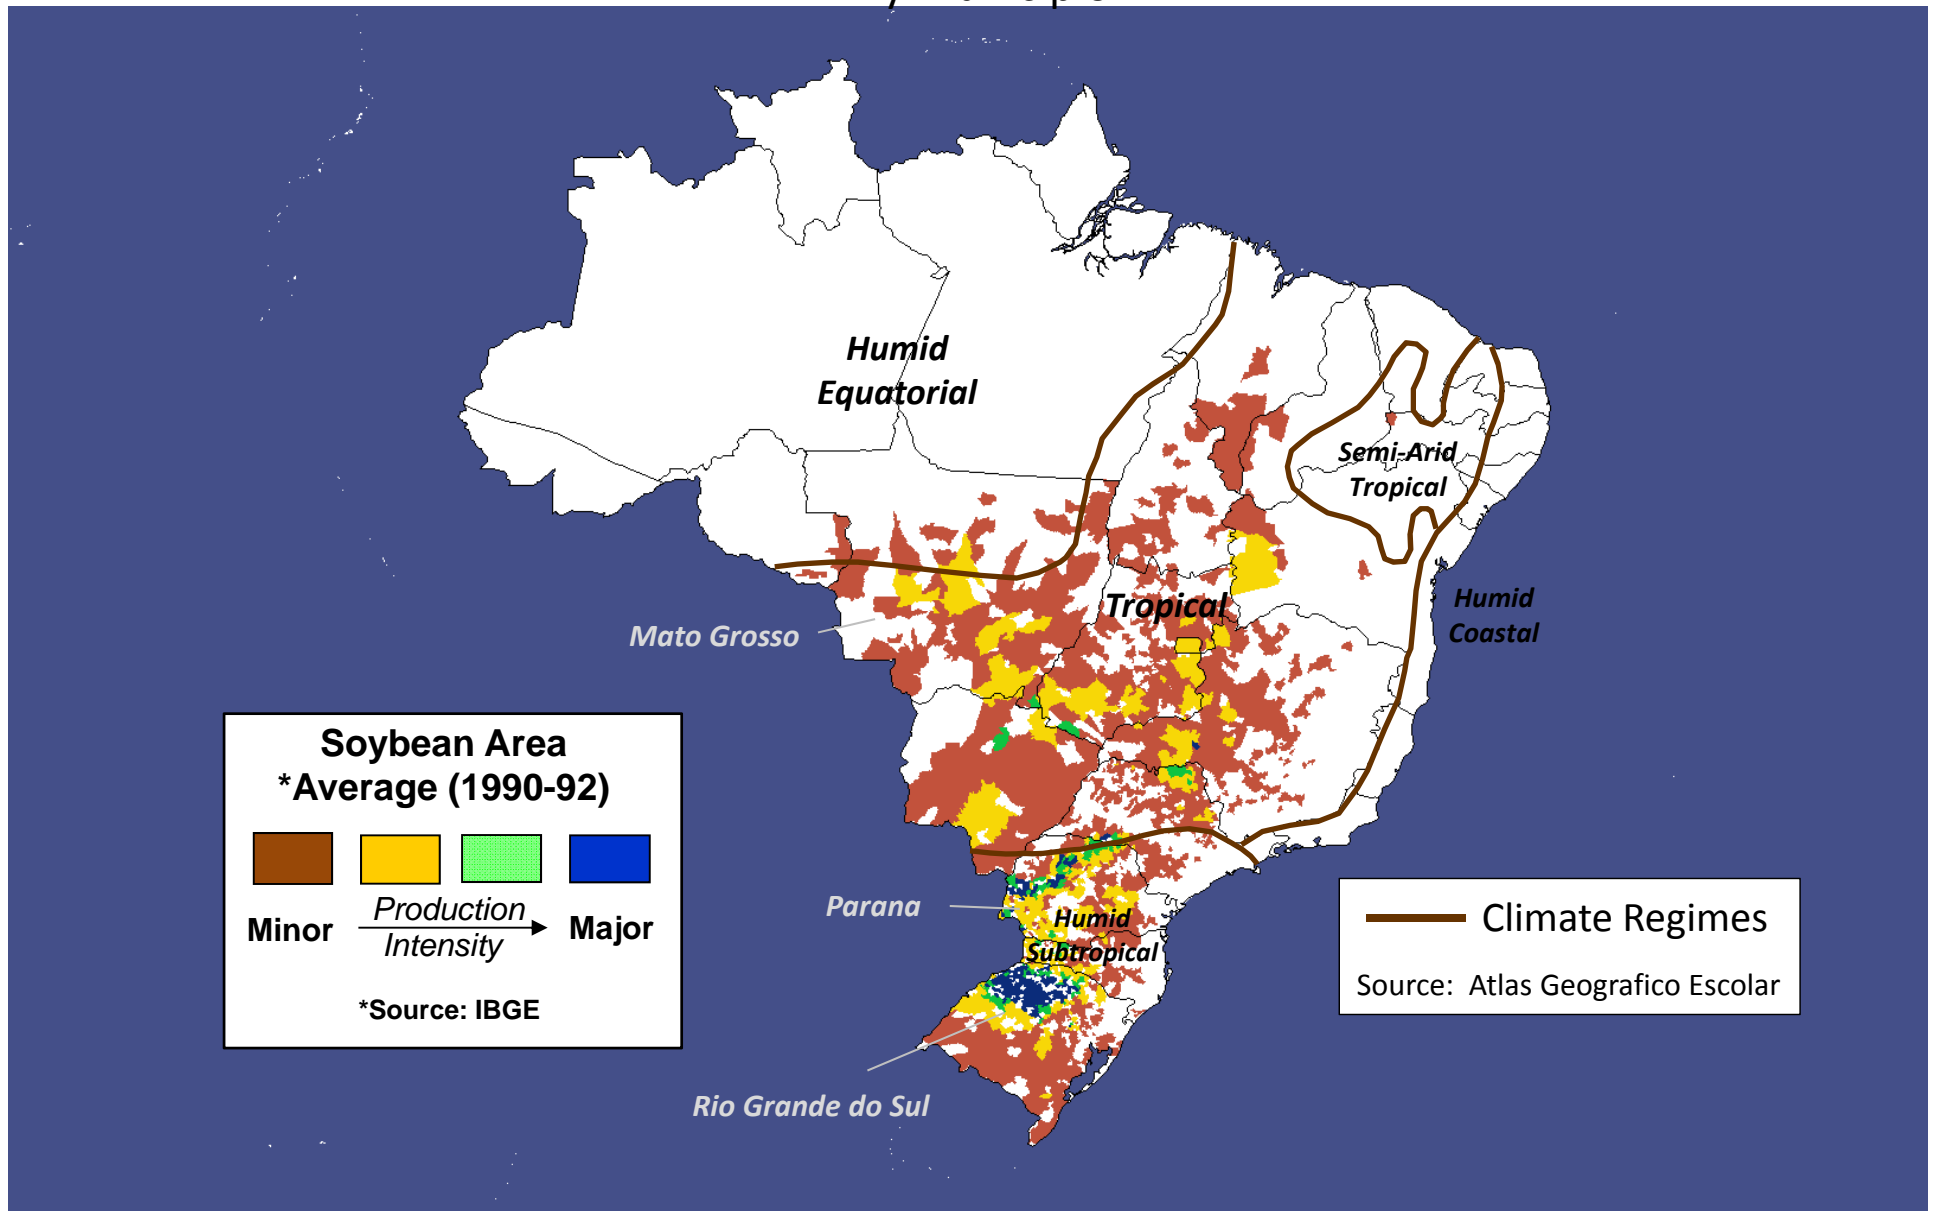 Humid
Equatorial
Semi-Arid
Tropical
Tropical
Humid
Coastal
Mato Grosso
Soybean Area
*Average (1990-92)
Minor
Production
Intensity
Major
*Source: IBGE
Parana
Humid
Subtropical
Climate Regimes
Source: Atlas Geografico Escolar
Rio Grande do Sul